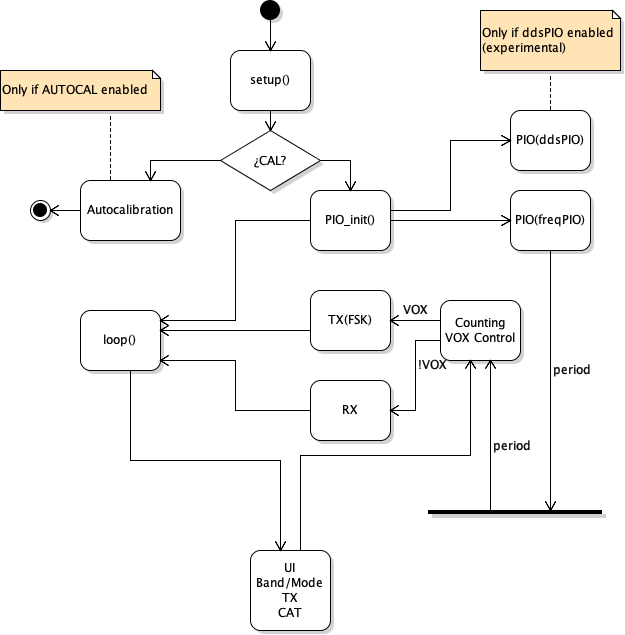 Only if ddsPIO enabled
(experimental)
setup()
Only if AUTOCAL enabled
¿CAL?
PIO(ddsPIO)
Autocalibration
PIO_init()
PIO(freqPIO)
loop()
TX(FSK)
VOX
Counting
VOX Control
!VOX
period
RX
period
UI
Band/Mode
TX
CAT